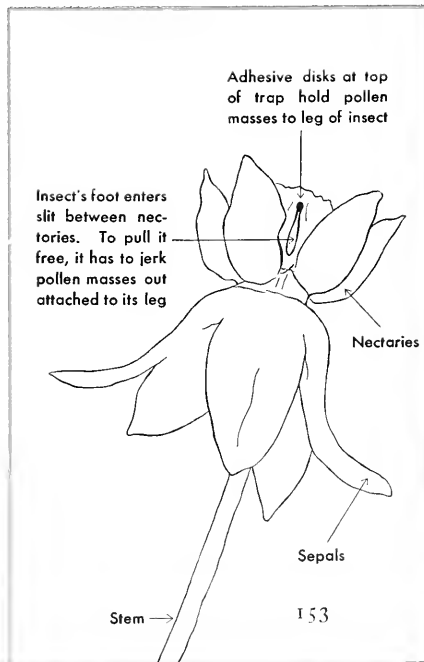 Adhesive disks at top
of trap hold pollen
masses to leg of insect
Insect's foot enters
slit between nec-
tories. To pull it
free, it has to jerk
pollen masses out
attached to its leg
Nectaries
Sepals
Stem
153